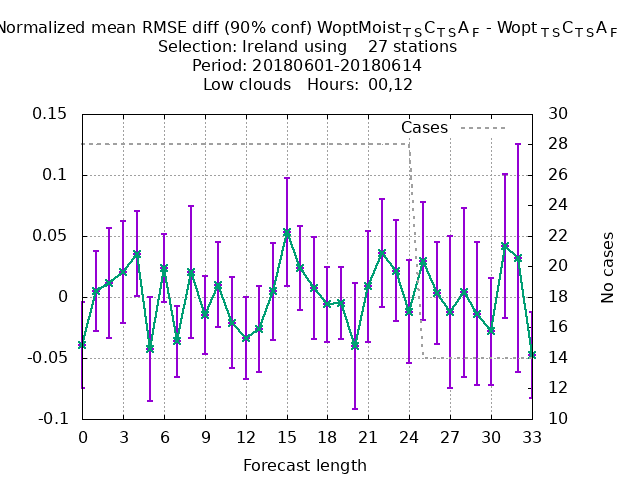 Normalized mean RMSE diff (90% conf) WoptMoist T S C T S A F - Wopt T S C T S A F
Selection: Ireland using 27 stations
Period: 20180601-20180614
Low clouds Hours: 00,12
0.15 30
Cases
28
0.1 26
24
0.05 22
20
0 18
16
-0.05 14
12
-0.1 10
No cases
0 3 6 9 12 15 18 21 24 27 30 33
Forecast length